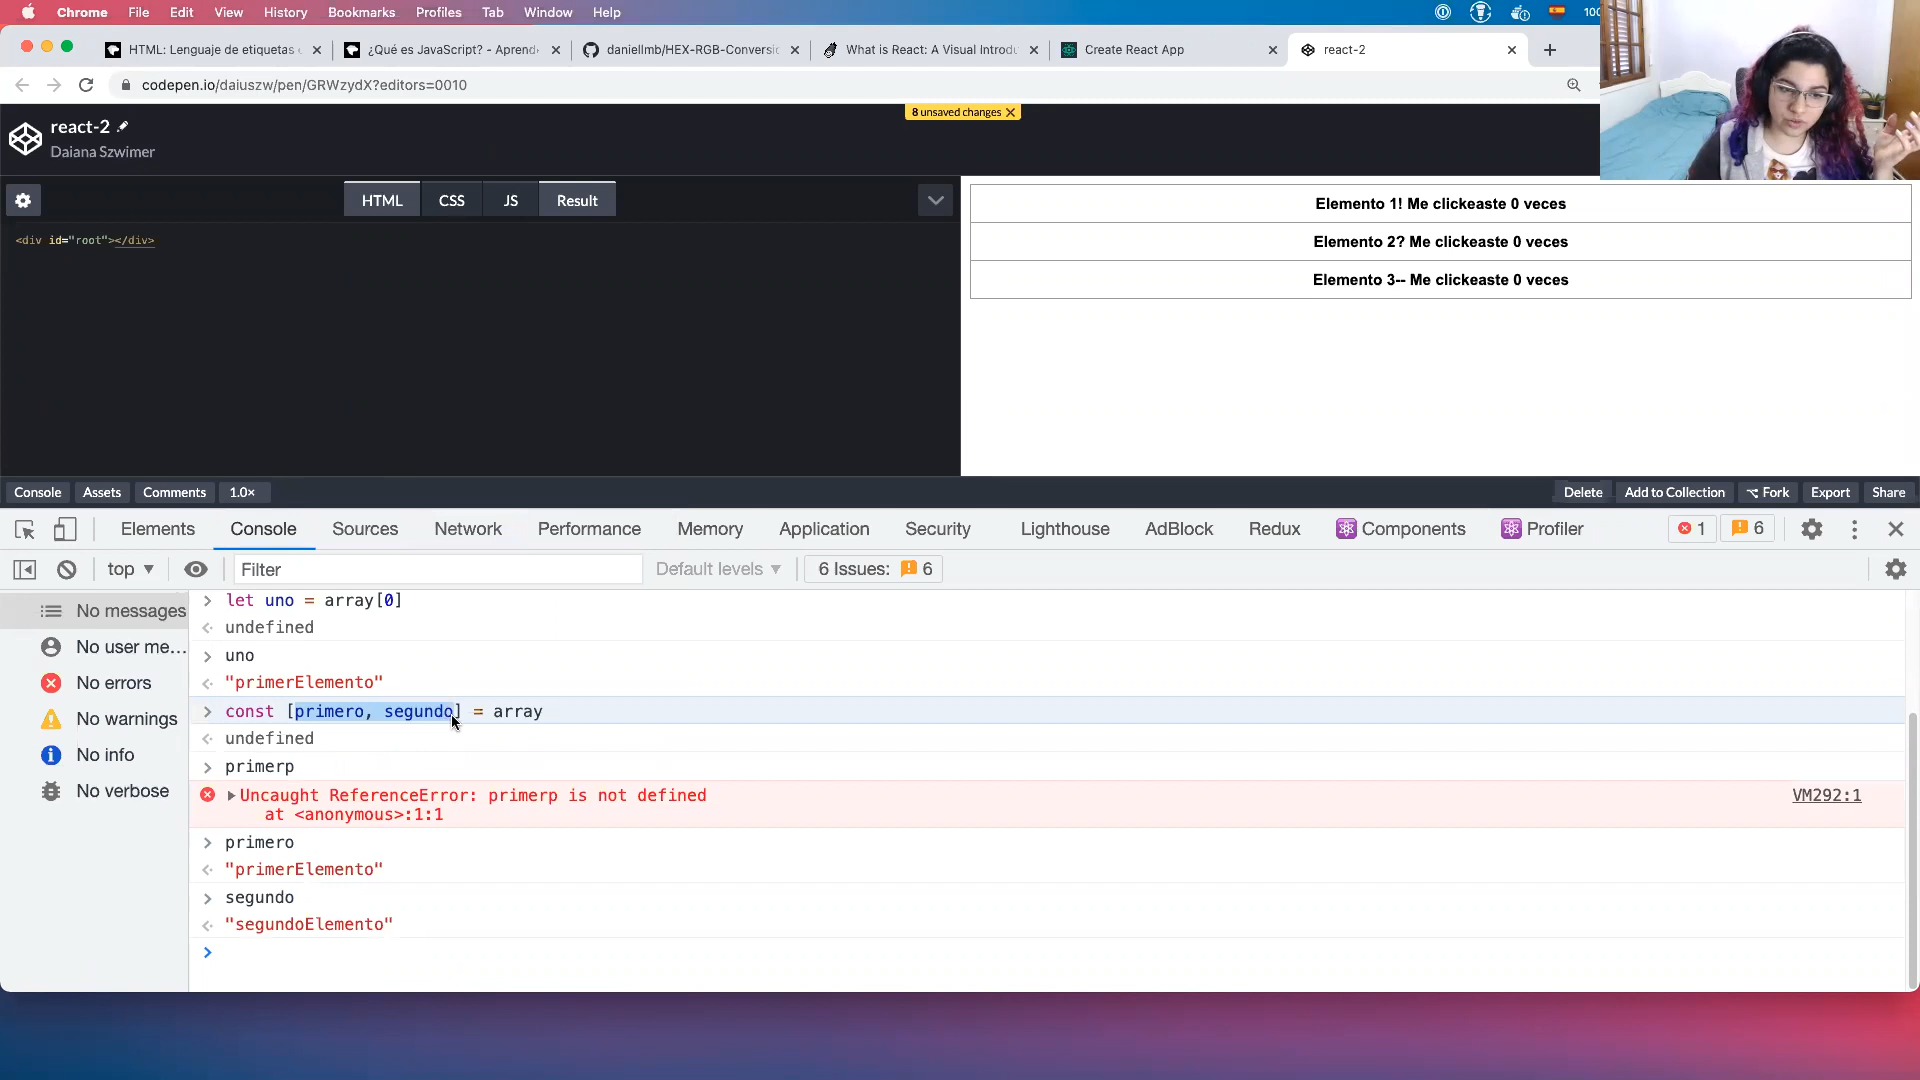 Chrome File Edit View History Bookmarks Profiles Tab Window Help
HTML: Lenguaje de etiquetas
¿Qué es JavaScript? - Aprend
daniellmb/HEX-RGB-Conversio
What is React: A Visual Introdu
Create React App
react-2
codepen.io/daiuszw/pen/GRWzydX?editors=0010
8 unsaved changes
react-2
Daiana Szwimer
HTML CSS JS Result
<div id="root"></div>
Elemento 1! Me clickeaste 0 veces
Elemento 2? Me clickeaste 0 veces
Elemento 3-- Me clickeaste 0 veces
Console Assets Comments 1.0× Delete Add to Collection Fork Export Share
Elements Console Sources Network Performance Memory Application Security Lighthouse AdBlock Redux Components Profiler 1 6
top Filter Default levels 6 Issues: 6
No messages
No user me...
No errors
No warnings
No info
No verbose
let uno = array[0]
undefined
uno
"primerElemento"
const [primero, segundo] = array
undefined
primerp
Uncaught ReferenceError: primerp is not defined VM292:1
at <anonymous>:1:1
primero
"primerElemento"
segundo
"segundoElemento"